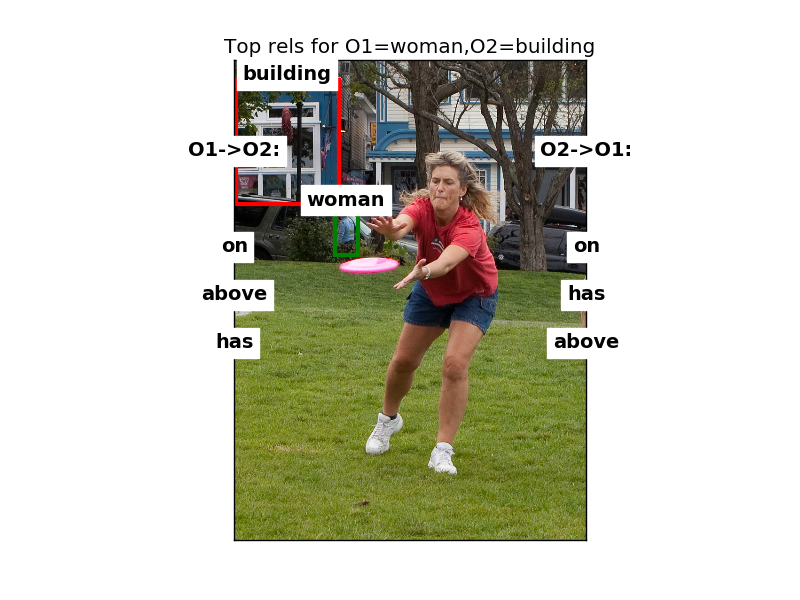 Top rels for O1=woman,O2=building
building
O1->O2:
O2->O1:
woman
on
on
above
has
has
above